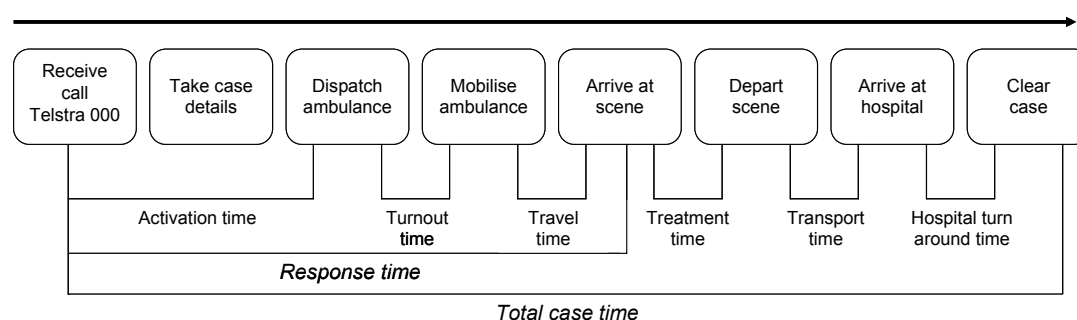 Receive
call
Telstra 000
Take case
details
Dispatch
ambulance
Mobilise
ambulance
Arrive at
scene
Depart
scene
Arrive at
hospital
Clear
case
Activation time
Turnout
time
Travel
time
Treatment
time
Transport
time
Hospital turn
around time
Response time
Total case time